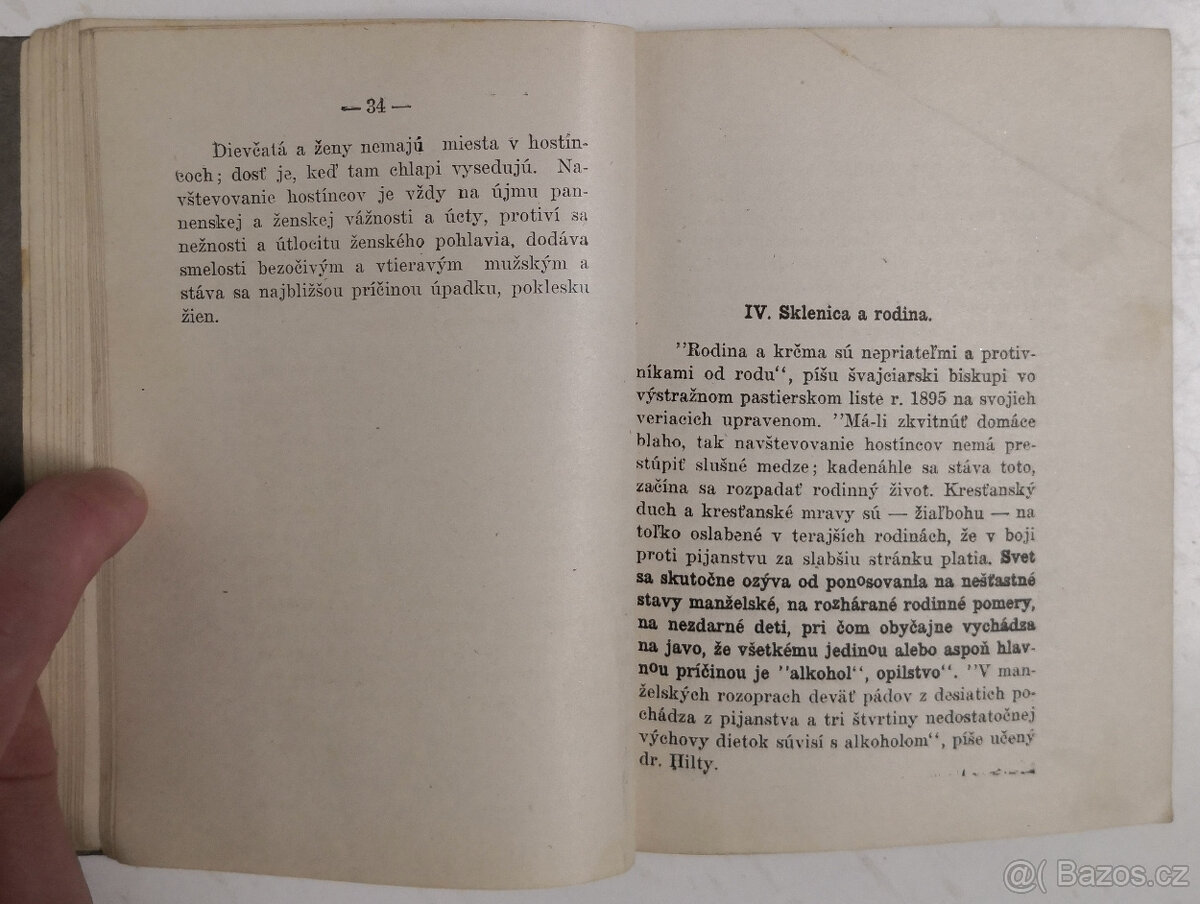 — 34 —
Dievčatá a ženy nemajú miesta v hostín-
coch; dosť je, keď tam chlapi vysedujú. Na-
vštevovanie hostíncov je vždy na újmu pan-
nenskej a ženskej vážnosti a úcty, protiví sa
nežnosti a útlocitu ženského pohlavia, dodáva
smelosti bezočivým a vtieravým mužským a
stáva sa najbližšou príčinou úpadku, poklesku
žien.
IV. Sklenica a rodina.
"Rodina a krčma sú nepriateľmi a protiv-
níkami od rodu“, píšu švajciarski biskupi vo
výstražnom pastierskom liste r. 1895 na svojich
veriacich upravenom. "Má-li zkvitnúť domáce
blaho, tak navštevovanie hostíncov nemá pre-
stúpiť slušné medze; kadenáhle sa stáva toto,
začína sa rozpadať rodinný život. Kresťanský
duch a kresťanské mravy sú — žiaľbohu — na
toľko oslabené v terajších rodinách, že v boji
proti pijanstvu za slabšiu stránku platia. Svet
sa skutočne ozýva od ponosovania na nešťastné
stavy manželské, na rozhárané rodinné pomery,
na nezdarné deti, pri čom obyčajne vychádza
na javo, že všetkému jedinou alebo aspoň hlav-
nou príčinou je "alkohol“, opilstvo“. "V man-
želských rozoprach deväť pádov z desiatich po-
chádza z pijanstva a tri štvrtiny nedostatočnej
výchovy dietok súvisí s alkoholom“, píše učený
dr. Hilty.
@( Bazos.cz